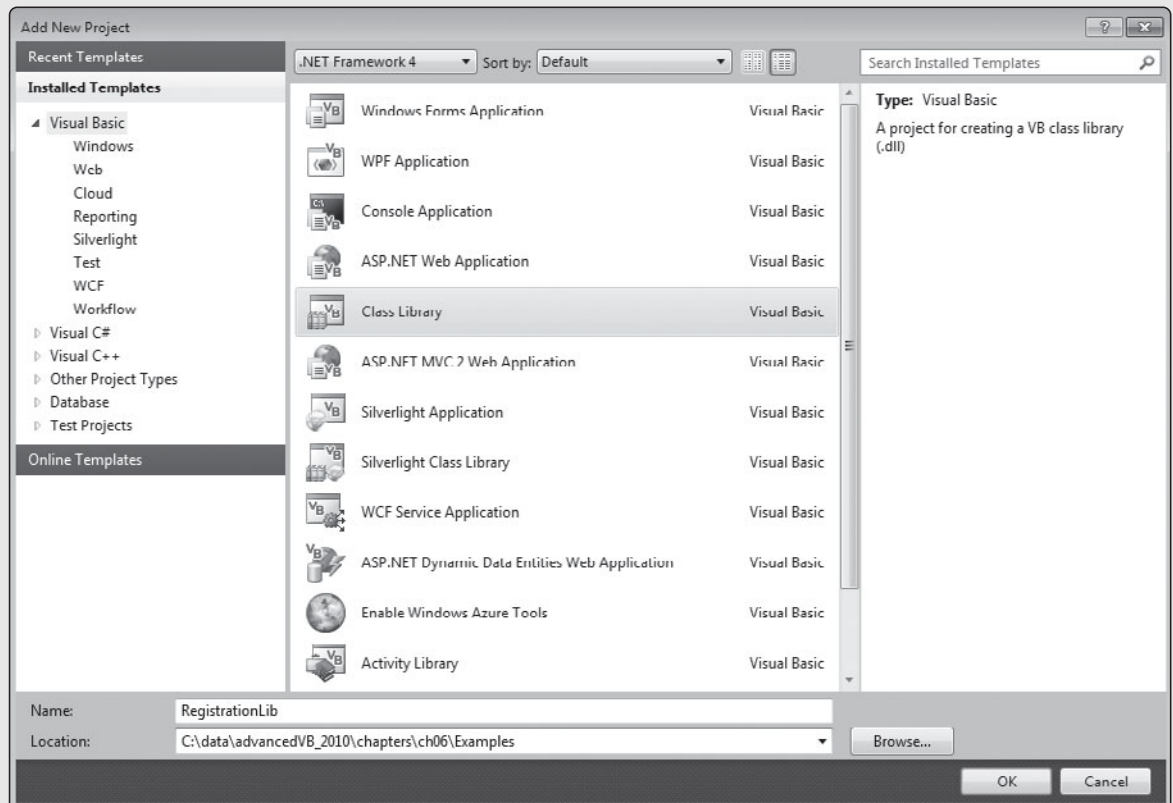 Add New Project
Recent Templates
Installed Templates
Visual Basic
Windows
Web
Cloud
Reporting
Silverlight
Test
WCF
Workflow
Visual C#
Visual C++
Other Project Types
Database
Test Projects
Online Templates
.NET Framework 4
Sort by: Default
Search Installed Templates
Windows Forms Application Visual Basic
WPF Application Visual Basic
Console Application Visual Basic
ASP.NET Web Application Visual Basic
Class Library Visual Basic
ASP.NET MVC 2 Web Application Visual Basic
Silverlight Application Visual Basic
Silverlight Class Library Visual Basic
WCF Service Application Visual Basic
ASP.NET Dynamic Data Entities Web Application Visual Basic
Enable Windows Azure Tools Visual Basic
Activity Library Visual Basic
Type: Visual Basic
A project for creating a VB class library
(.dll)
Name: RegistrationLib
Location: C:\data\advancedVB_2010\chapters\ch06\Examples
Browse...
OK Cancel